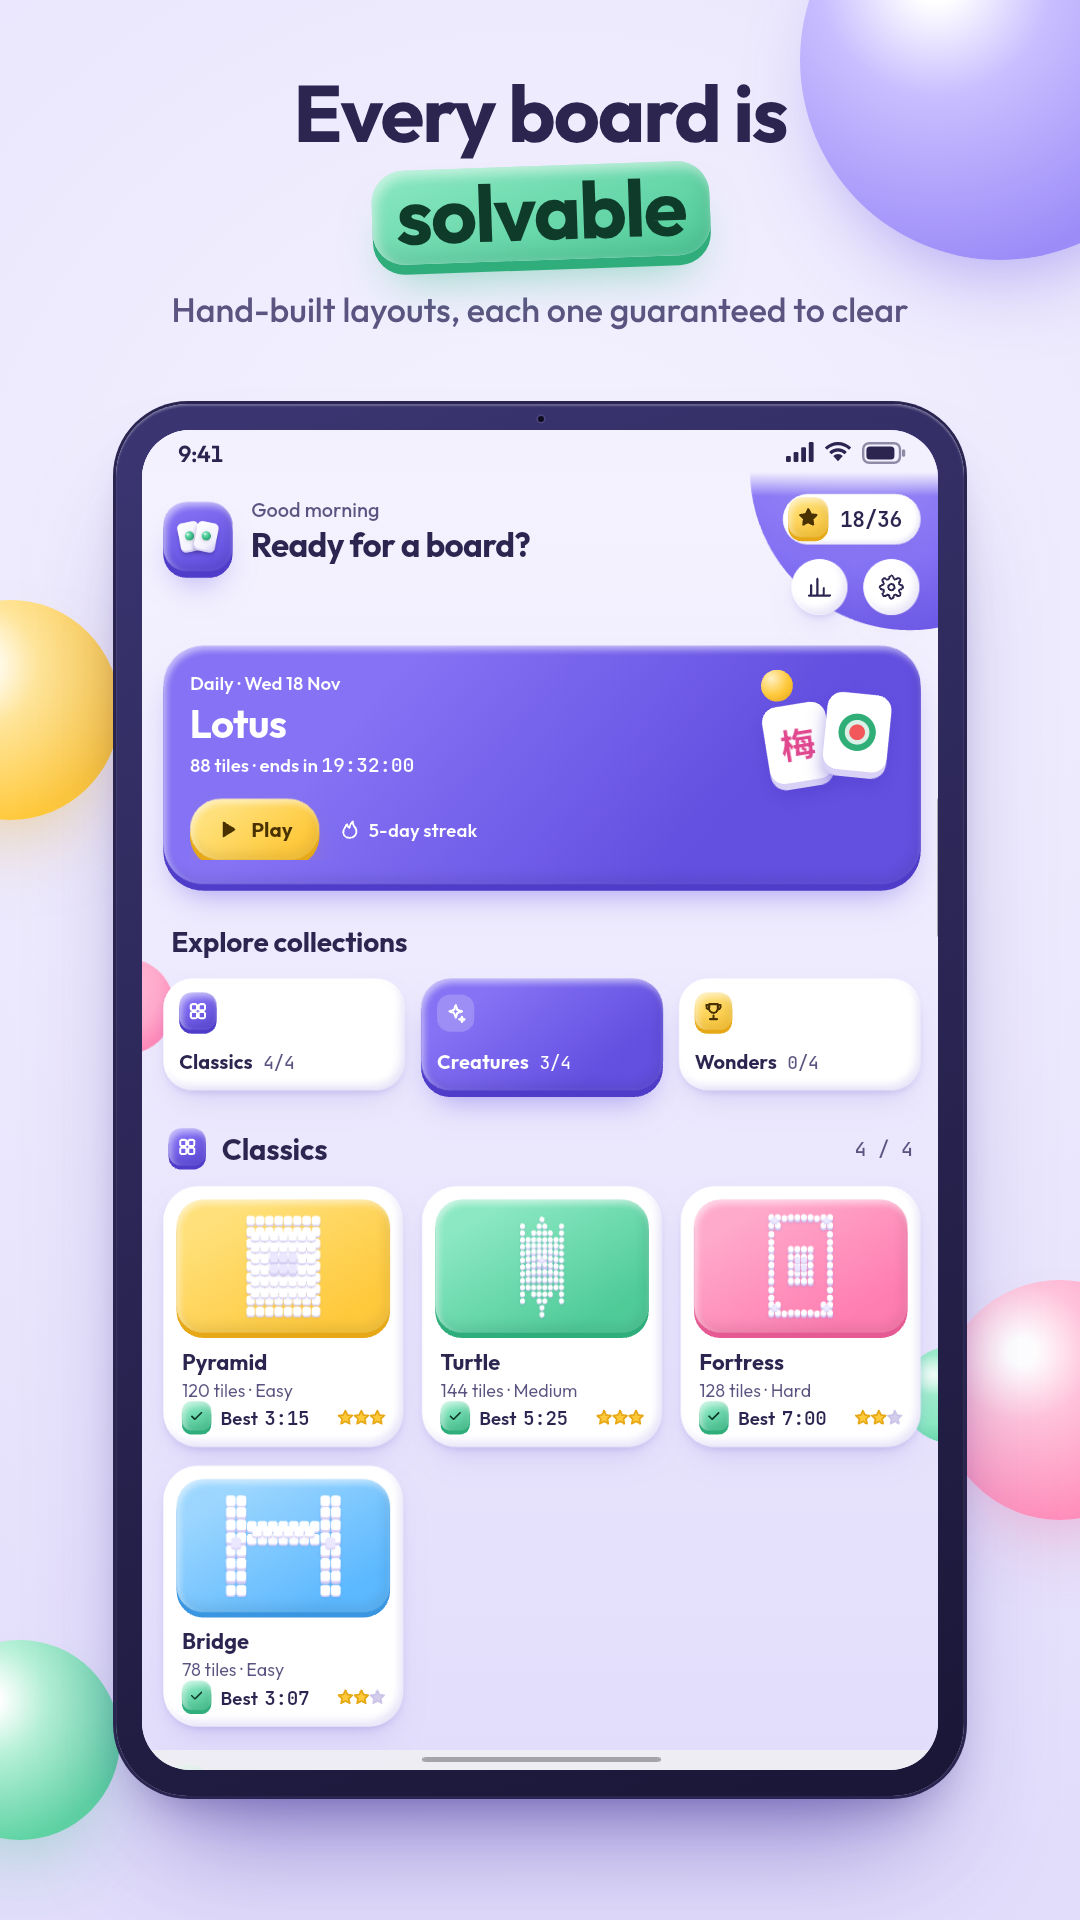 Every board is
solvable
Hand-built layouts, each one guaranteed to clear
9:41
Good morning
Ready for a board?
18/36
Daily · Wed 18 Nov
Lotus
88 tiles · ends in 19:32:00
梅
Play
5-day streak
Explore collections
Classics 4/4
Creatures 3/4
Wonders 0/4
Classics
4 / 4
Pyramid
120 tiles · Easy
Best 3:15
Turtle
144 tiles · Medium
Best 5:25
Fortress
128 tiles · Hard
Best 7:00
Bridge
78 tiles · Easy
Best 3:07